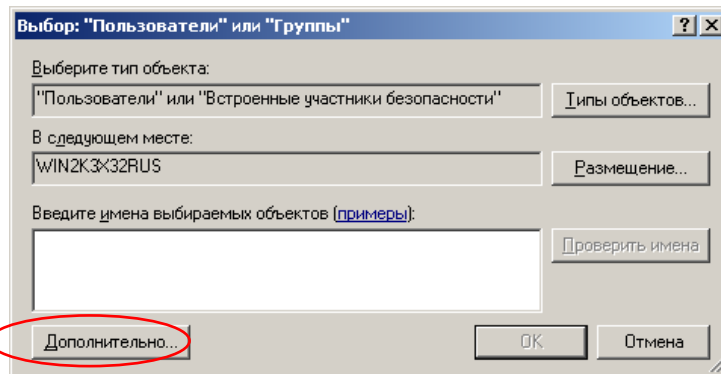 Выбор: "Пользователи" или "Группы"
Выберите тип объекта:
"Пользователи" или "Встроенные участники безопасности"
Типы объектов...
В следующем месте:
WIN2K3X32RUS
Размещение...
Введите имена выбираемых объектов (примеры):
Проверить имена
Дополнительно...
OK
Отмена